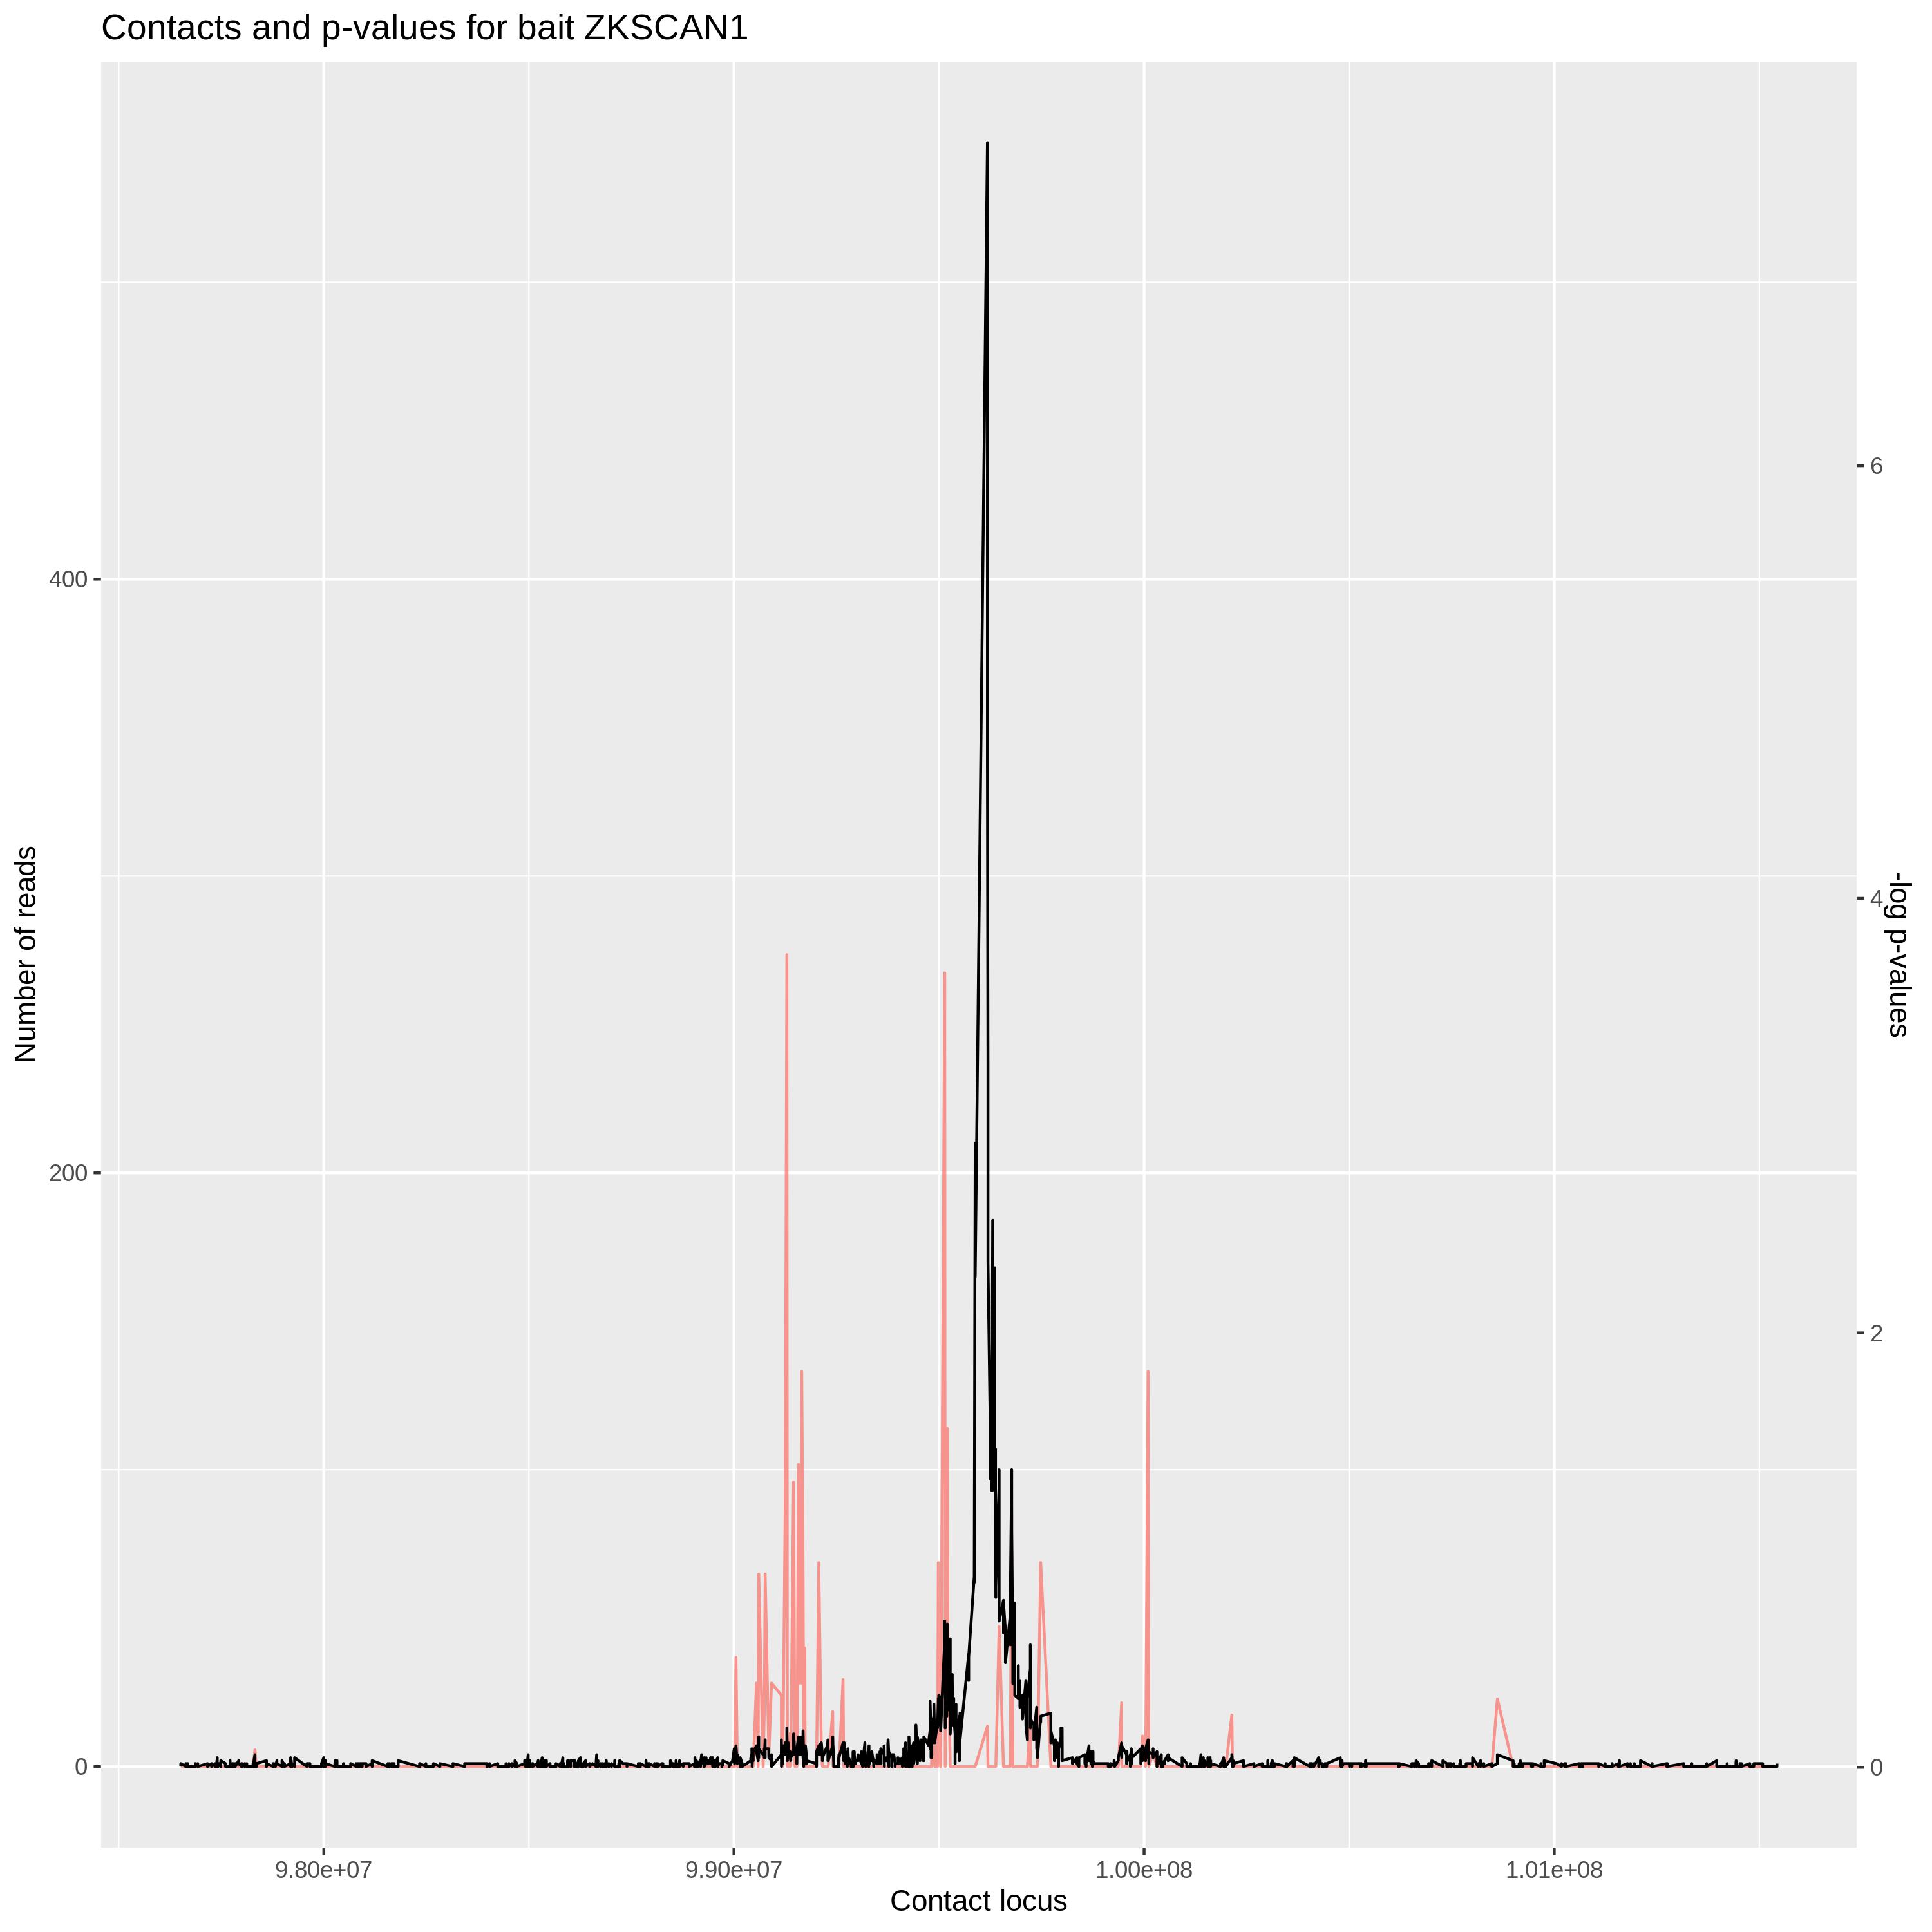 Contacts and p-values for bait ZKSCAN1
Number of reads
400
200
0
6
4
2
0
-log p-values
9.80e+07
9.90e+07
1.00e+08
1.01e+08
Contact locus